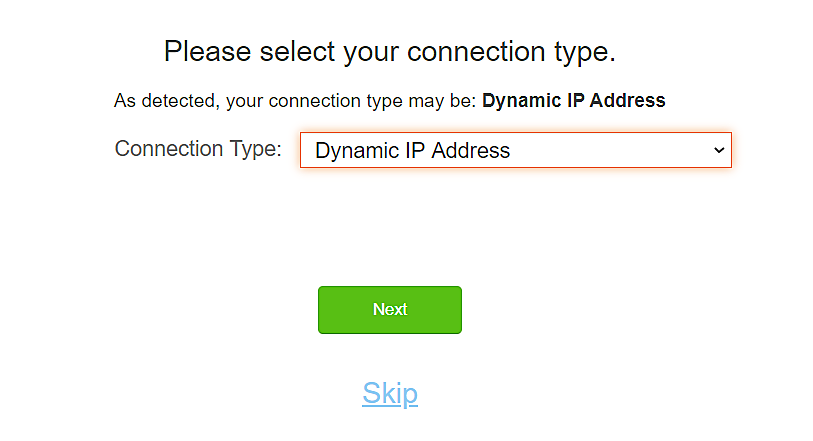 Please select your connection type.
As detected, your connection type may be: Dynamic IP Address
Connection Type: Dynamic IP Address
Next
Skip